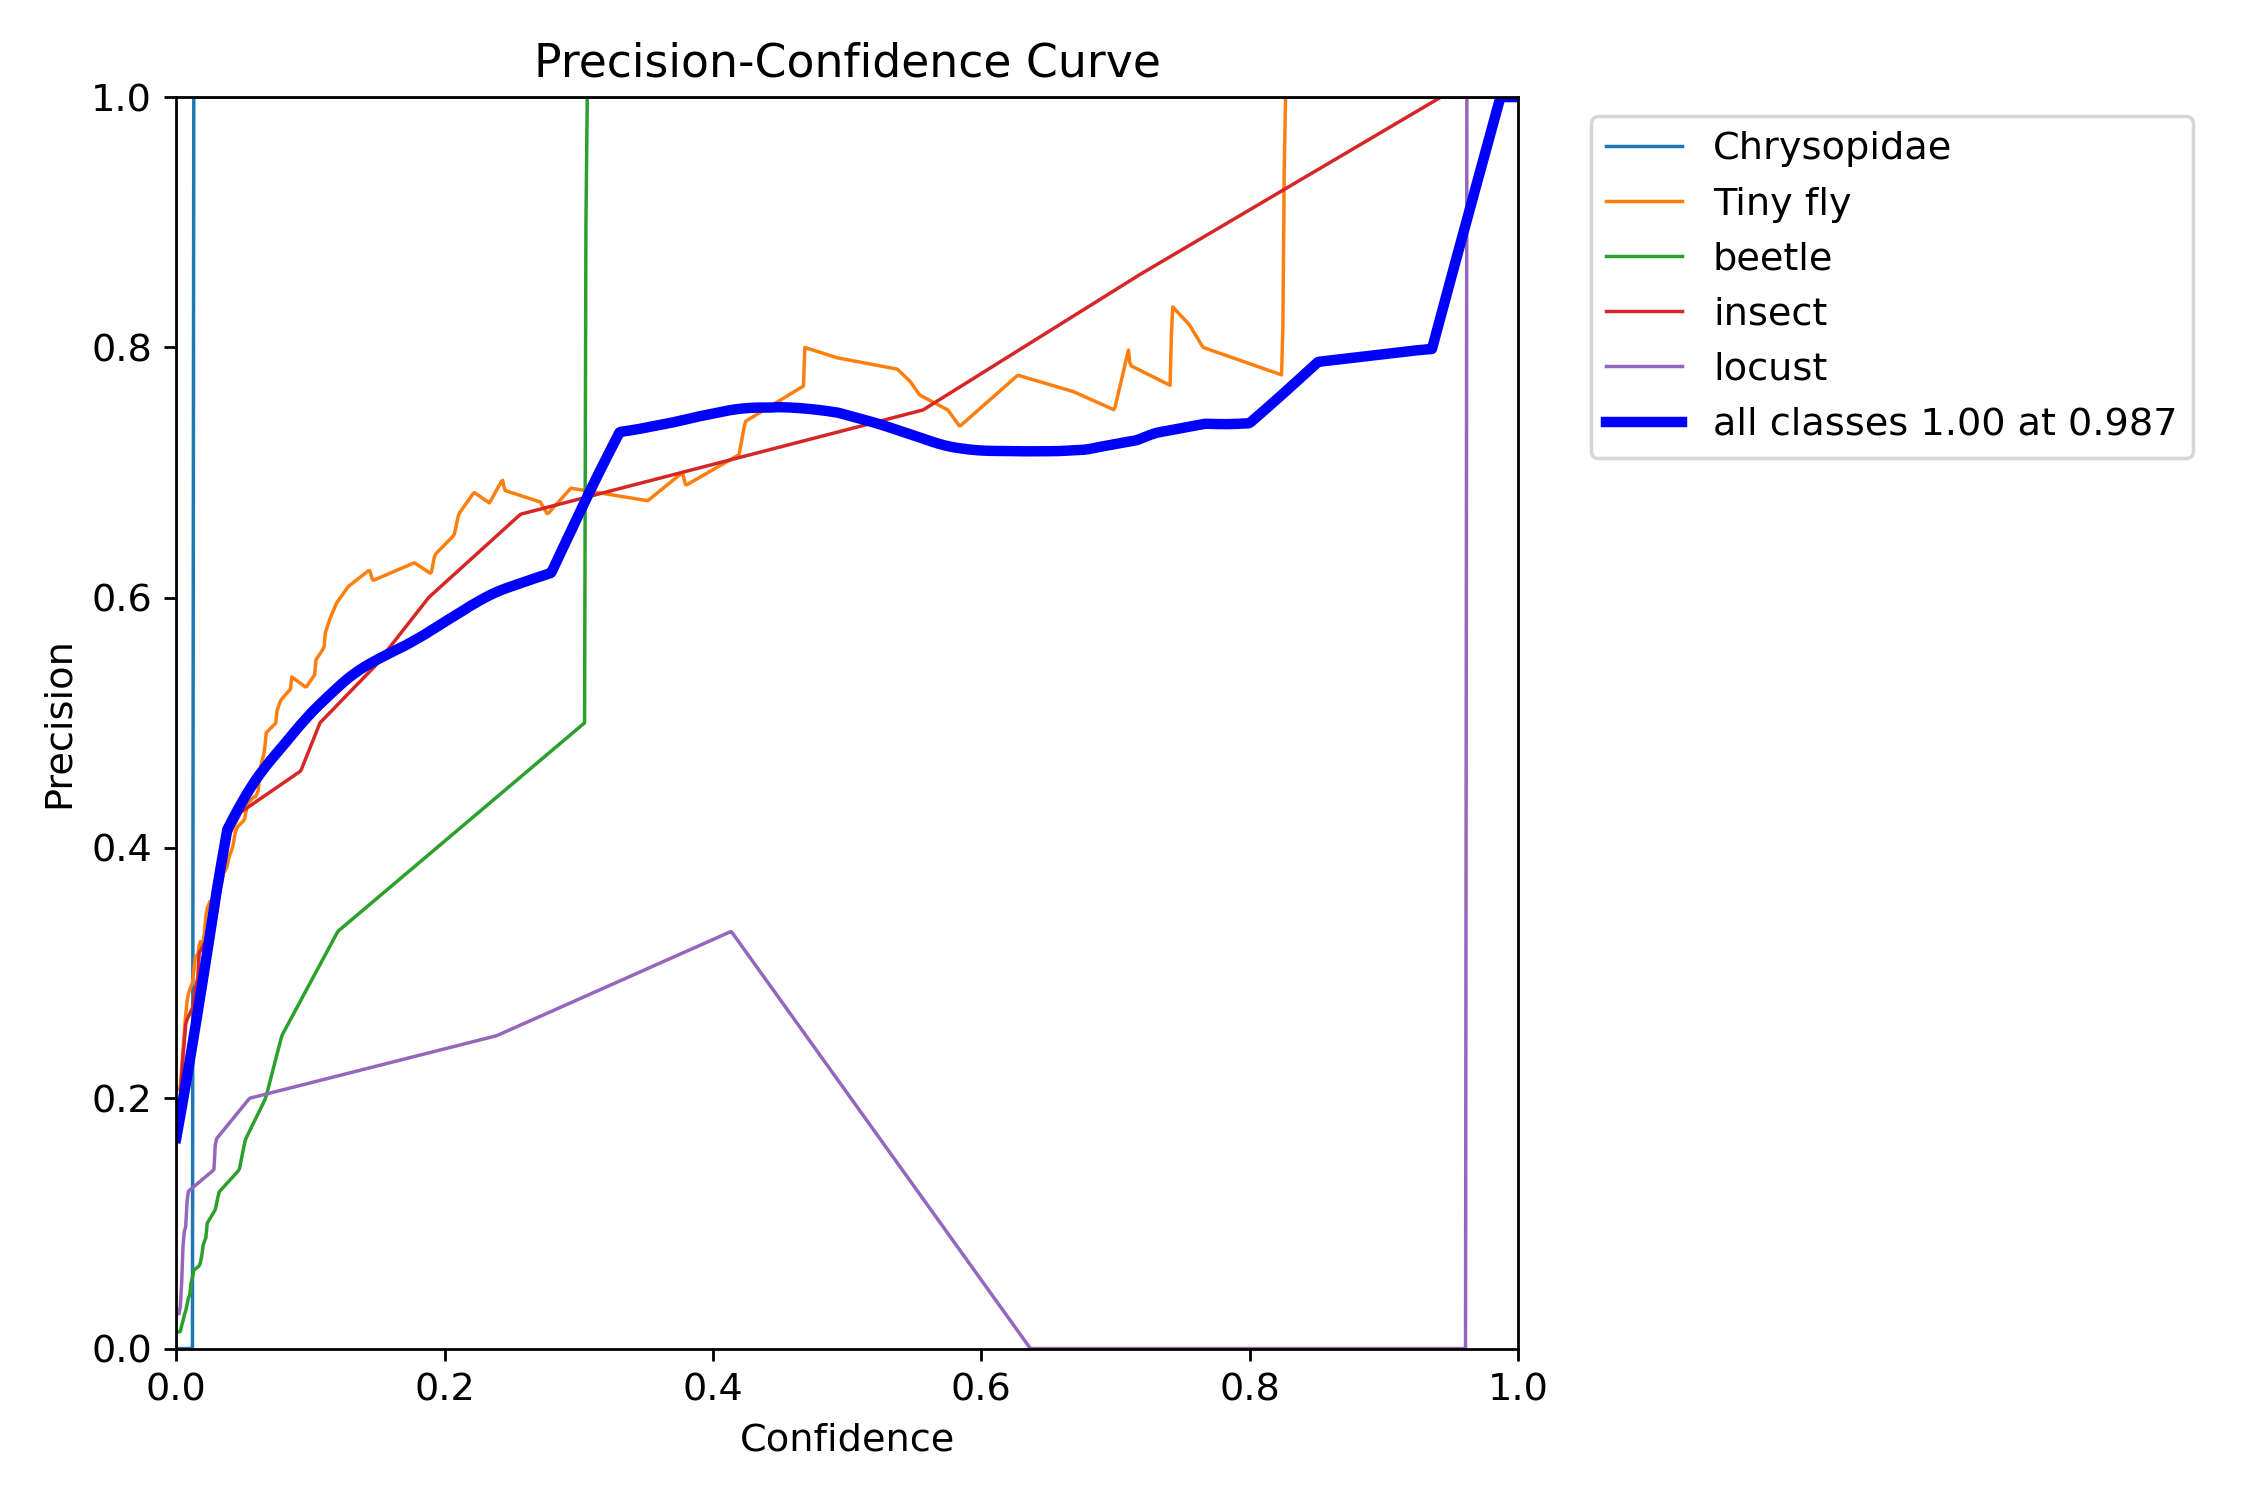 Precision-Confidence Curve
1.0
0.8
0.6
0.4
0.2
0.0
Precision
0.0 0.2 0.4 0.6 0.8 1.0
Confidence
Chrysopidae
Tiny fly
beetle
insect
locust
all classes 1.00 at 0.987